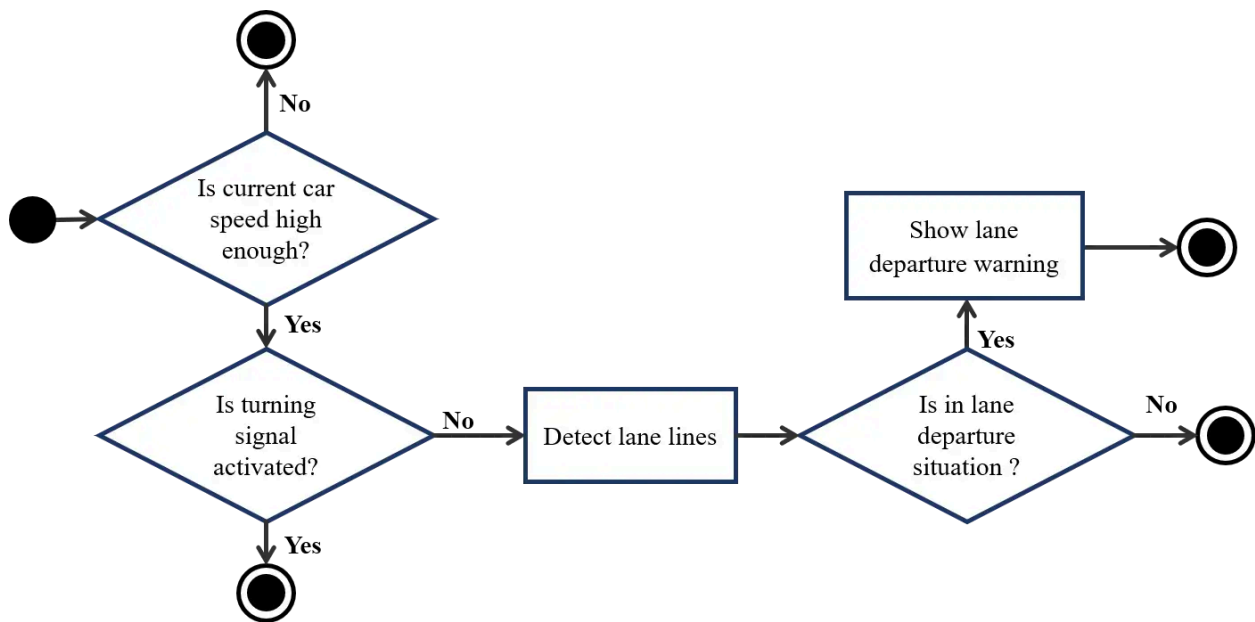 No
Is current car
speed high
enough?
Yes
Is turning
signal
activated?
No
Yes
Detect lane lines
Show lane
departure warning
Yes
Is in lane
departure
situation ?
No